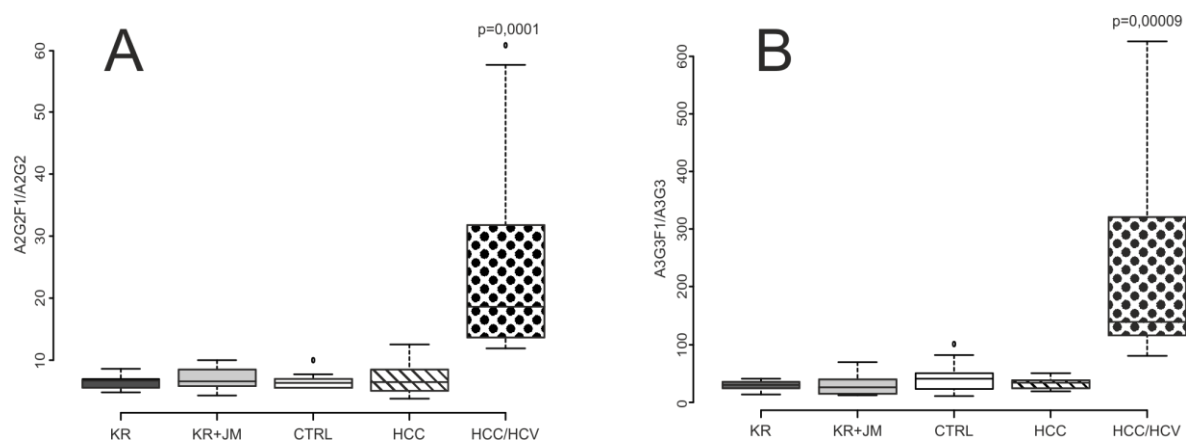 A
p=0,0001
A2G2F1/A2G2
60
50
40
30
20
10
KR
KR+JM
CTRL
HCC
HCC/HCV
B
p=0,00009
A3G3F1/A3G3
600
500
400
300
200
100
0
KR
KR+JM
CTRL
HCC
HCC/HCV